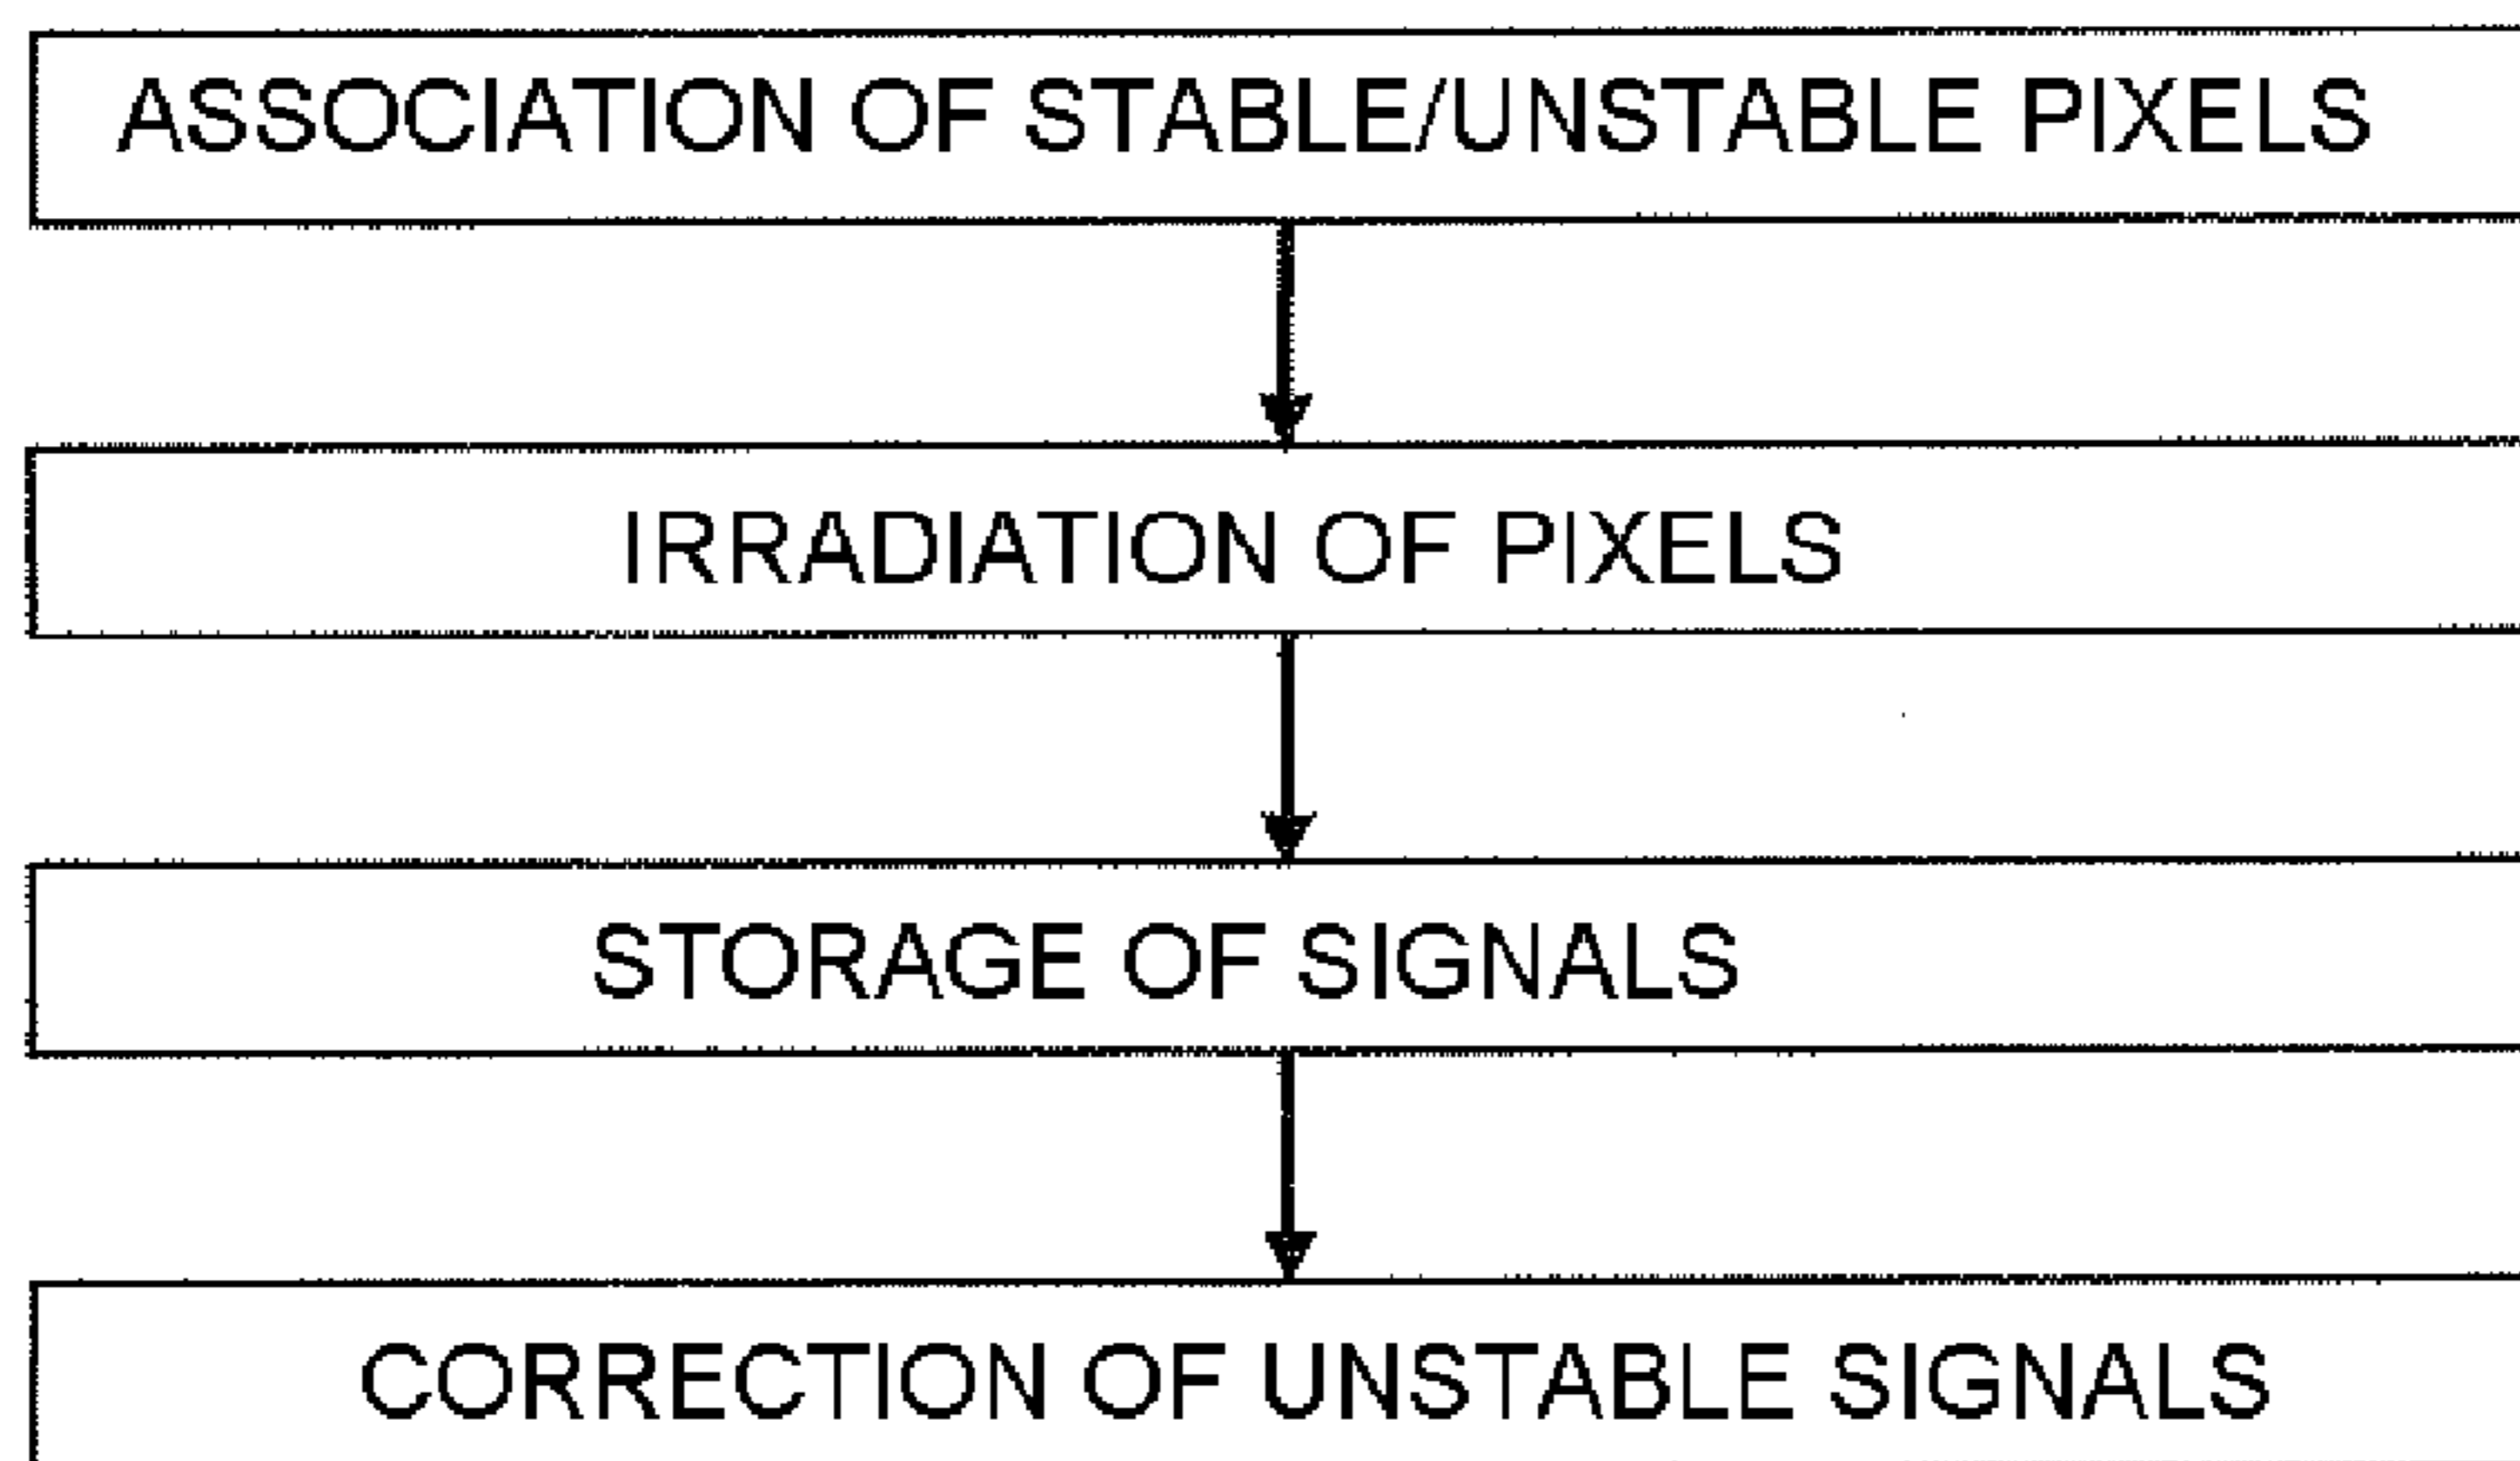 ASSOCIATION OF STABLE/UNSTABLE PIXELS
IRRADIATION OF PIXELS
STORAGE OF SIGNALS
CORRECTION OF UNSTABLE SIGNALS